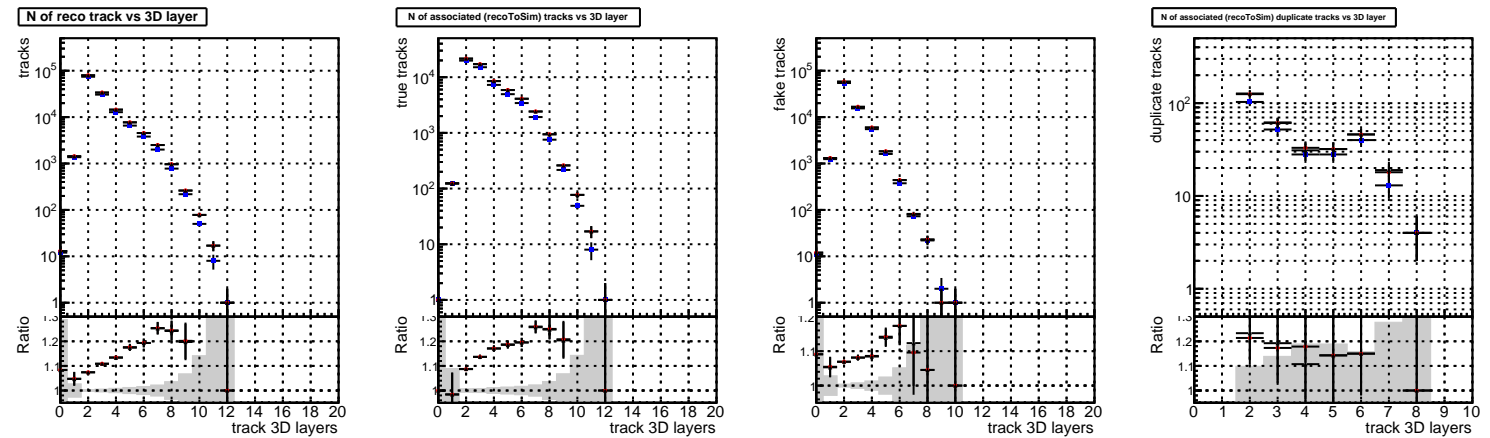 N of reco track vs 3D layer
tracks
10^5
10^4
10^3
10^2
10
1
Ratio
1.3
1.2
1.1
1
0 2 4 6 8 10 12 14 16 18 20
track 3D layers
N of associated (recoToSim) tracks vs 3D layer
true tracks
10^4
10^3
10^2
10
1
Ratio
1.3
1.2
1.1
1
0 2 4 6 8 10 12 14 16 18 20
track 3D layers
fake tracks
10^5
10^4
10^3
10^2
10
1
Ratio
1.2
1.1
1
0 2 4 6 8 10 12 14 16 18 20
track 3D layers
N of associated (recoToSim) duplicate tracks vs 3D layer
duplicate tracks
10^2
10
1
Ratio
1.3
1.2
1.1
1
0 1 2 3 4 5 6 7 8 9 10
track 3D layers